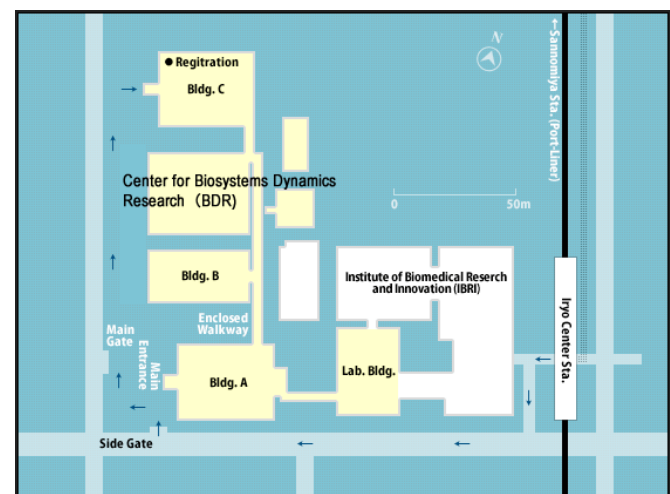 Regitration
Bldg. C
N
←Sannomiya Sta. (Port-Liner)
Center for Biosystems Dynamics
Research（BDR）
0
50m
Bldg. B
Institute of Biomedical Reserch
and Innovation (IBRI)
Iryo Center Sta.
Enclosed
Walkway
Main
Gate
Main
Entrance
Bldg. A
Lab. Bldg.
Side Gate